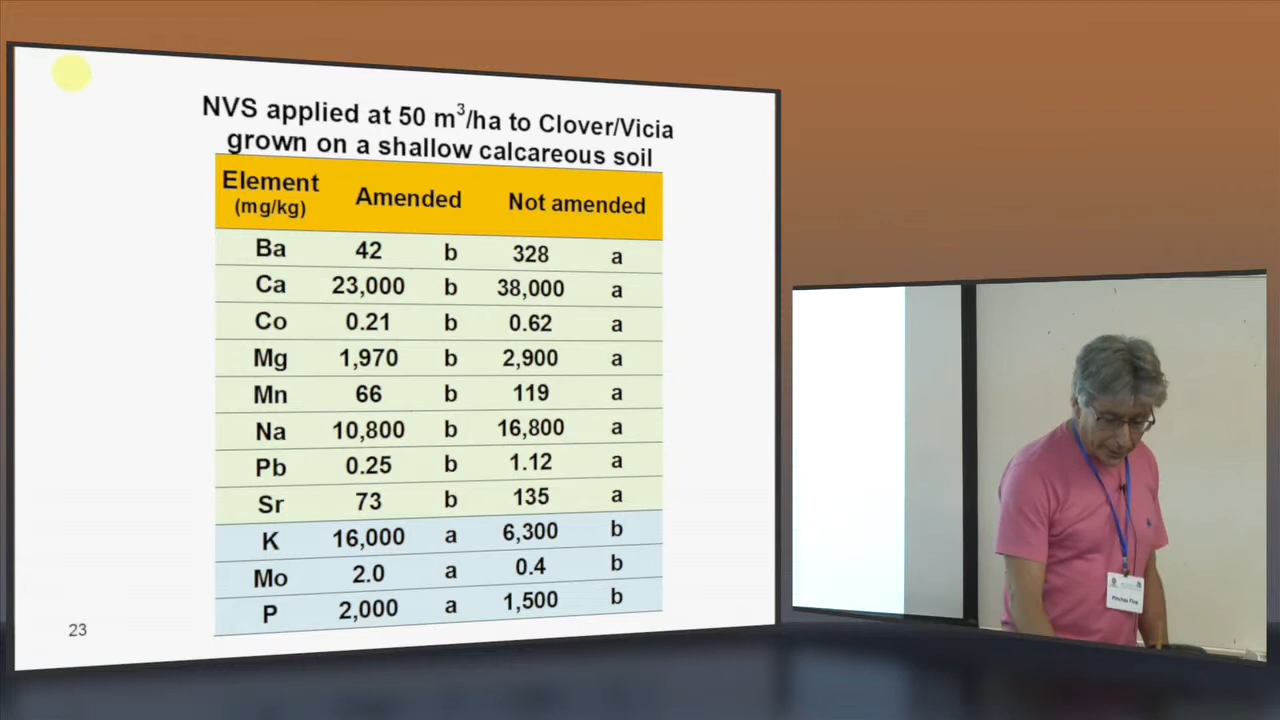 NVS applied at 50 m³/ha to Clover/Vicia
grown on a shallow calcareous soil
Element (mg/kg) Amended Not amended
Ba 42 b 328 a
Ca 23,000 b 38,000 a
Co 0.21 b 0.62 a
Mg 1,970 b 2,900 a
Mn 66 b 119 a
Na 10,800 b 16,800 a
Pb 0.25 b 1.12 a
Sr 73 b 135 a
K 16,000 a 6,300 b
Mo 2.0 a 0.4 b
P 2,000 a 1,500 b
23
Pinchas Fine